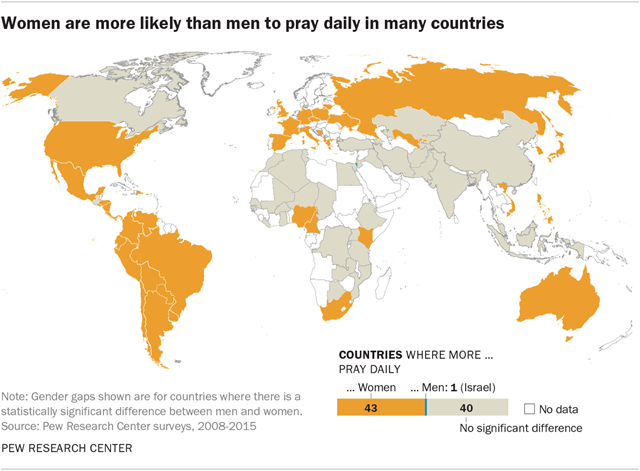 Women are more likely than men to pray daily in many countries
COUNTRIES WHERE MORE ...
PRAY DAILY
... Women
... Men: 1 (Israel)
43
40
No data
No significant difference
Note: Gender gaps shown are for countries where there is a
statistically significant difference between men and women.
Source: Pew Research Center surveys, 2008-2015
PEW RESEARCH CENTER